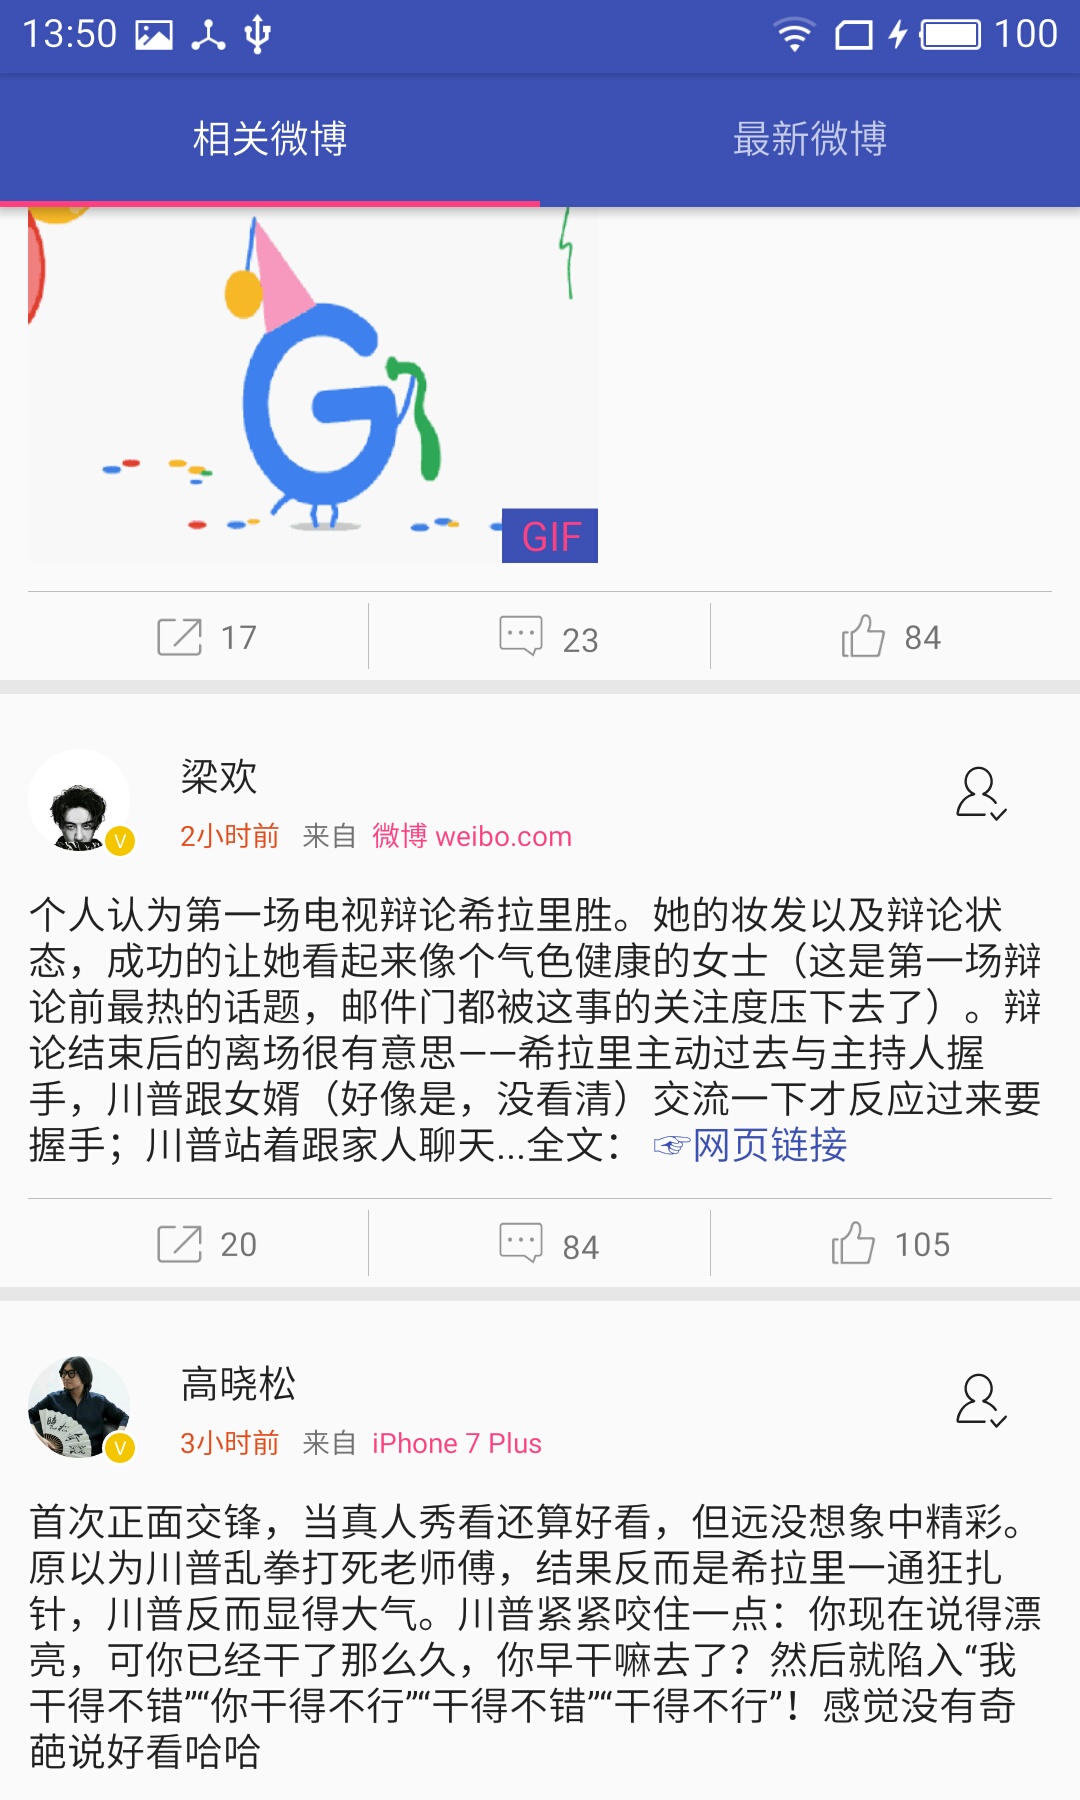 13:50 100
相关微博 最新微博
GIF
17 23 84
梁欢
2小时前 来自 微博 weibo.com
个人认为第一场电视辩论希拉里胜。她的妆发以及辩论状
态，成功的让她看起来像个气色健康的女士（这是第一场辩
论前最热的话题，邮件门都被这事的关注度压下去了）。辩
论结束后的离场很有意思——希拉里主动过去与主持人握
手，川普跟女婿（好像是，没看清）交流一下才反应过来要
握手；川普站着跟家人聊天...全文： ☞网页链接
20 84 105
高晓松
3小时前 来自 iPhone 7 Plus
首次正面交锋，当真人秀看还算好看，但远没想象中精彩。
原以为川普乱拳打死老师傅，结果反而是希拉里一通狂扎
针，川普反而显得大气。川普紧紧咬住一点：你现在说得漂
亮，可你已经干了那么久，你早干嘛去了？然后就陷入“我
干得不错”“你干得不行”“干得不错”“干得不行”！感觉没有奇
葩说好看哈哈